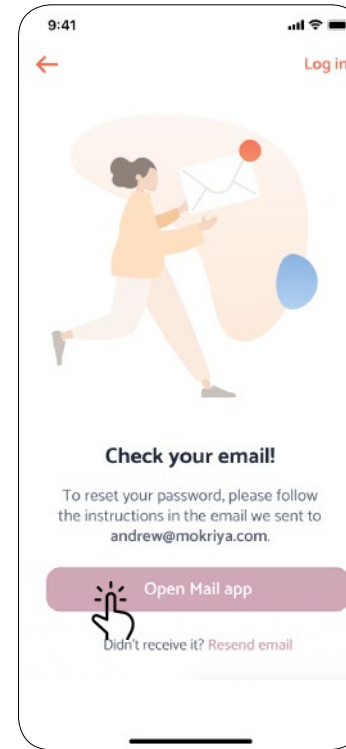 9:41
Log in
Check your email!
To reset your password, please follow
the instructions in the email we sent to
andrew@mokriya.com.
Open Mail app
Didn't receive it? Resend email